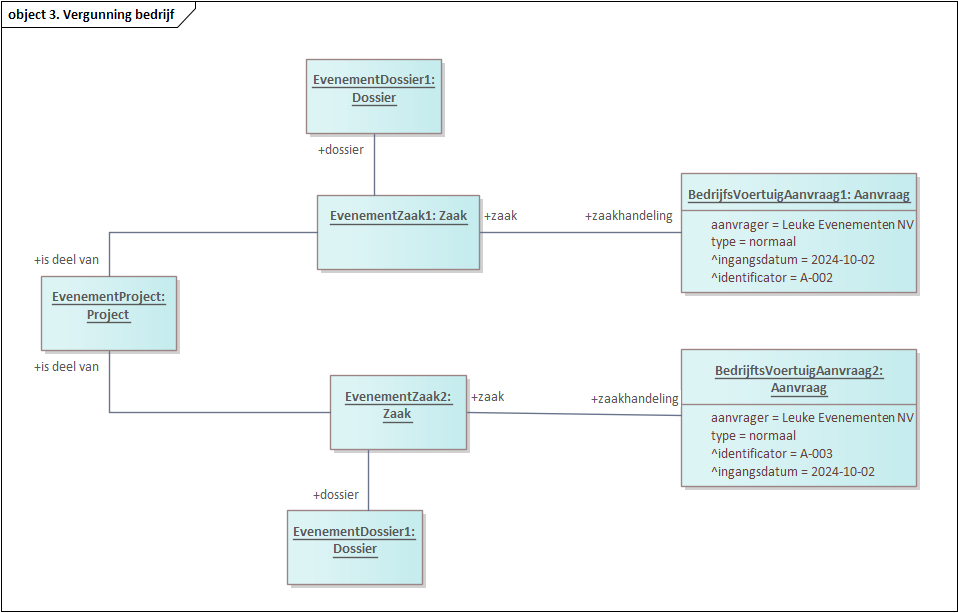 object 3. Vergunning bedrijf
EvenementDossier1:
Dossier
+dossier
EvenementZaak1: Zaak
+zaak
+zaakhandeling
BedrijfsVoertuigAanvraag1: Aanvraag
aanvrager = Leuke Evenementen NV
type = normaal
^ingangsdatum = 2024-10-02
^identificator = A-002
+is deel van
EvenementProject:
Project
+is deel van
EvenementZaak2:
Zaak
+zaak
+zaakhandeling
BedrijftsVoertuigAanvraag2:
Aanvraag
aanvrager = Leuke Evenementen NV
type = normaal
^identificator = A-003
^ingangsdatum = 2024-10-02
+dossier
EvenementDossier1:
Dossier